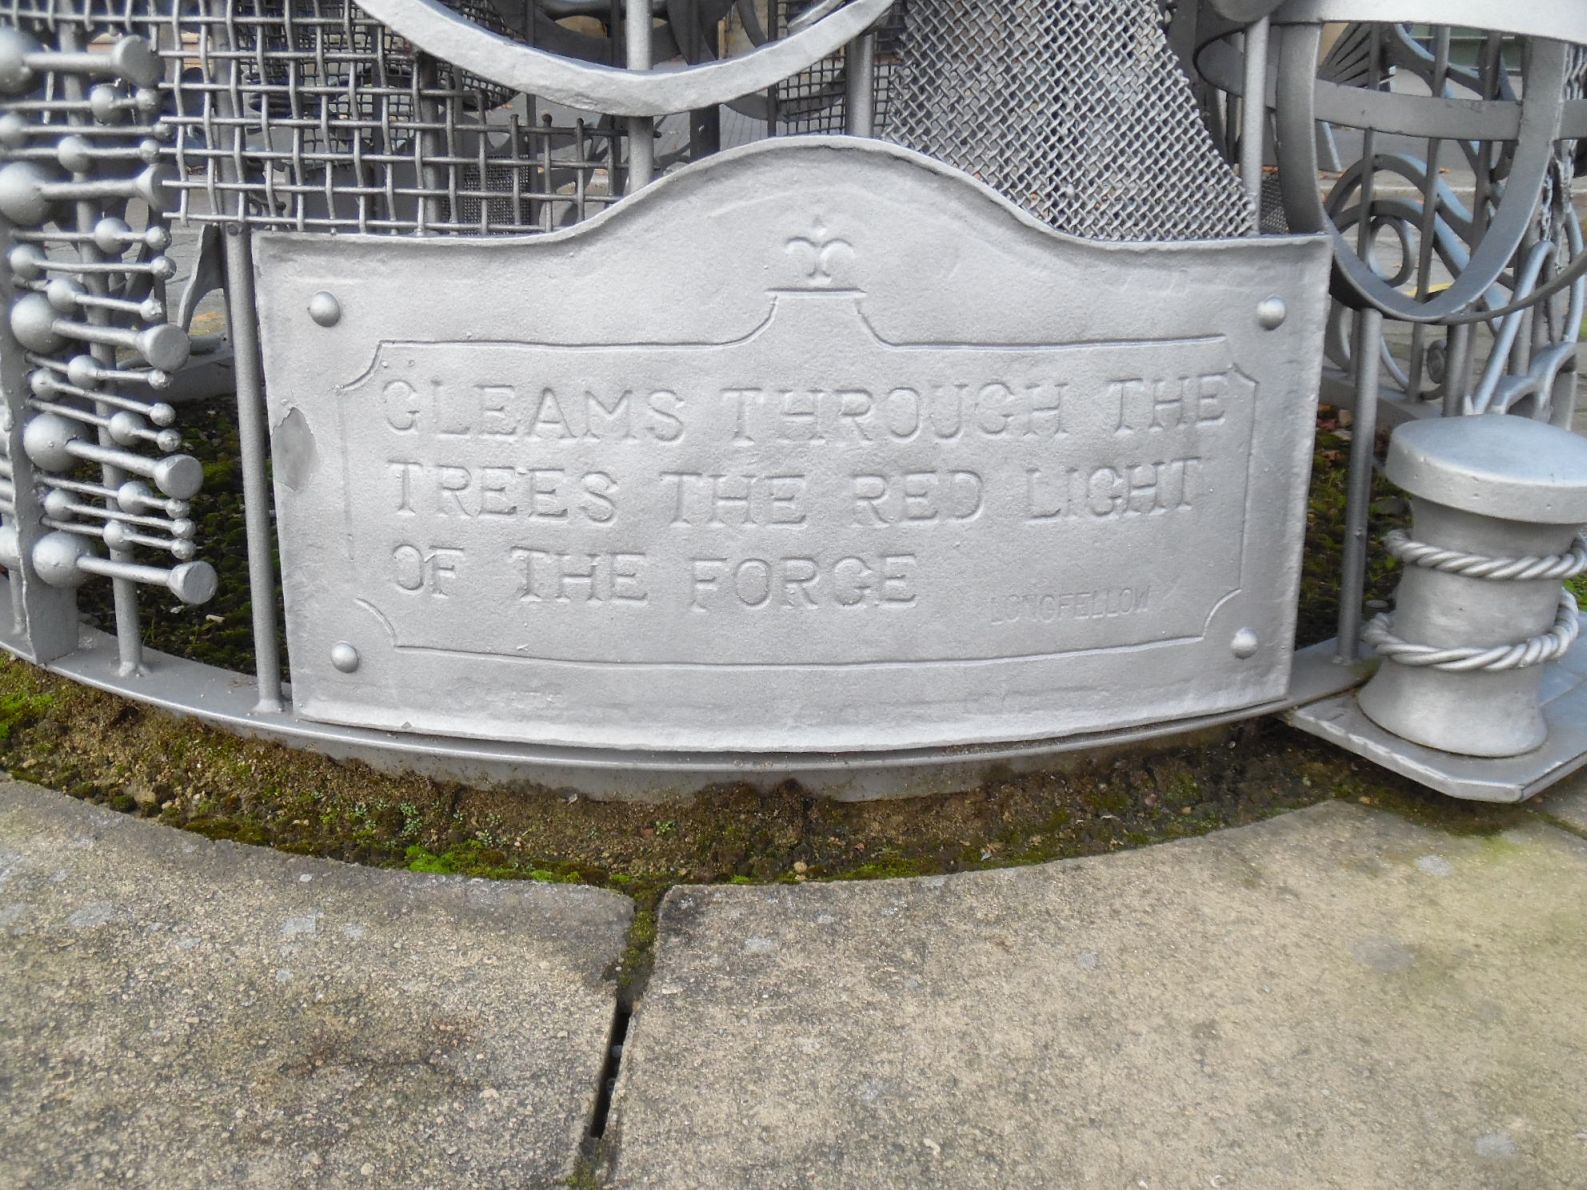 GLEAMS THROUGH THE
TREES THE RED LIGHT
OF THE FORGE
LONGFELLOW